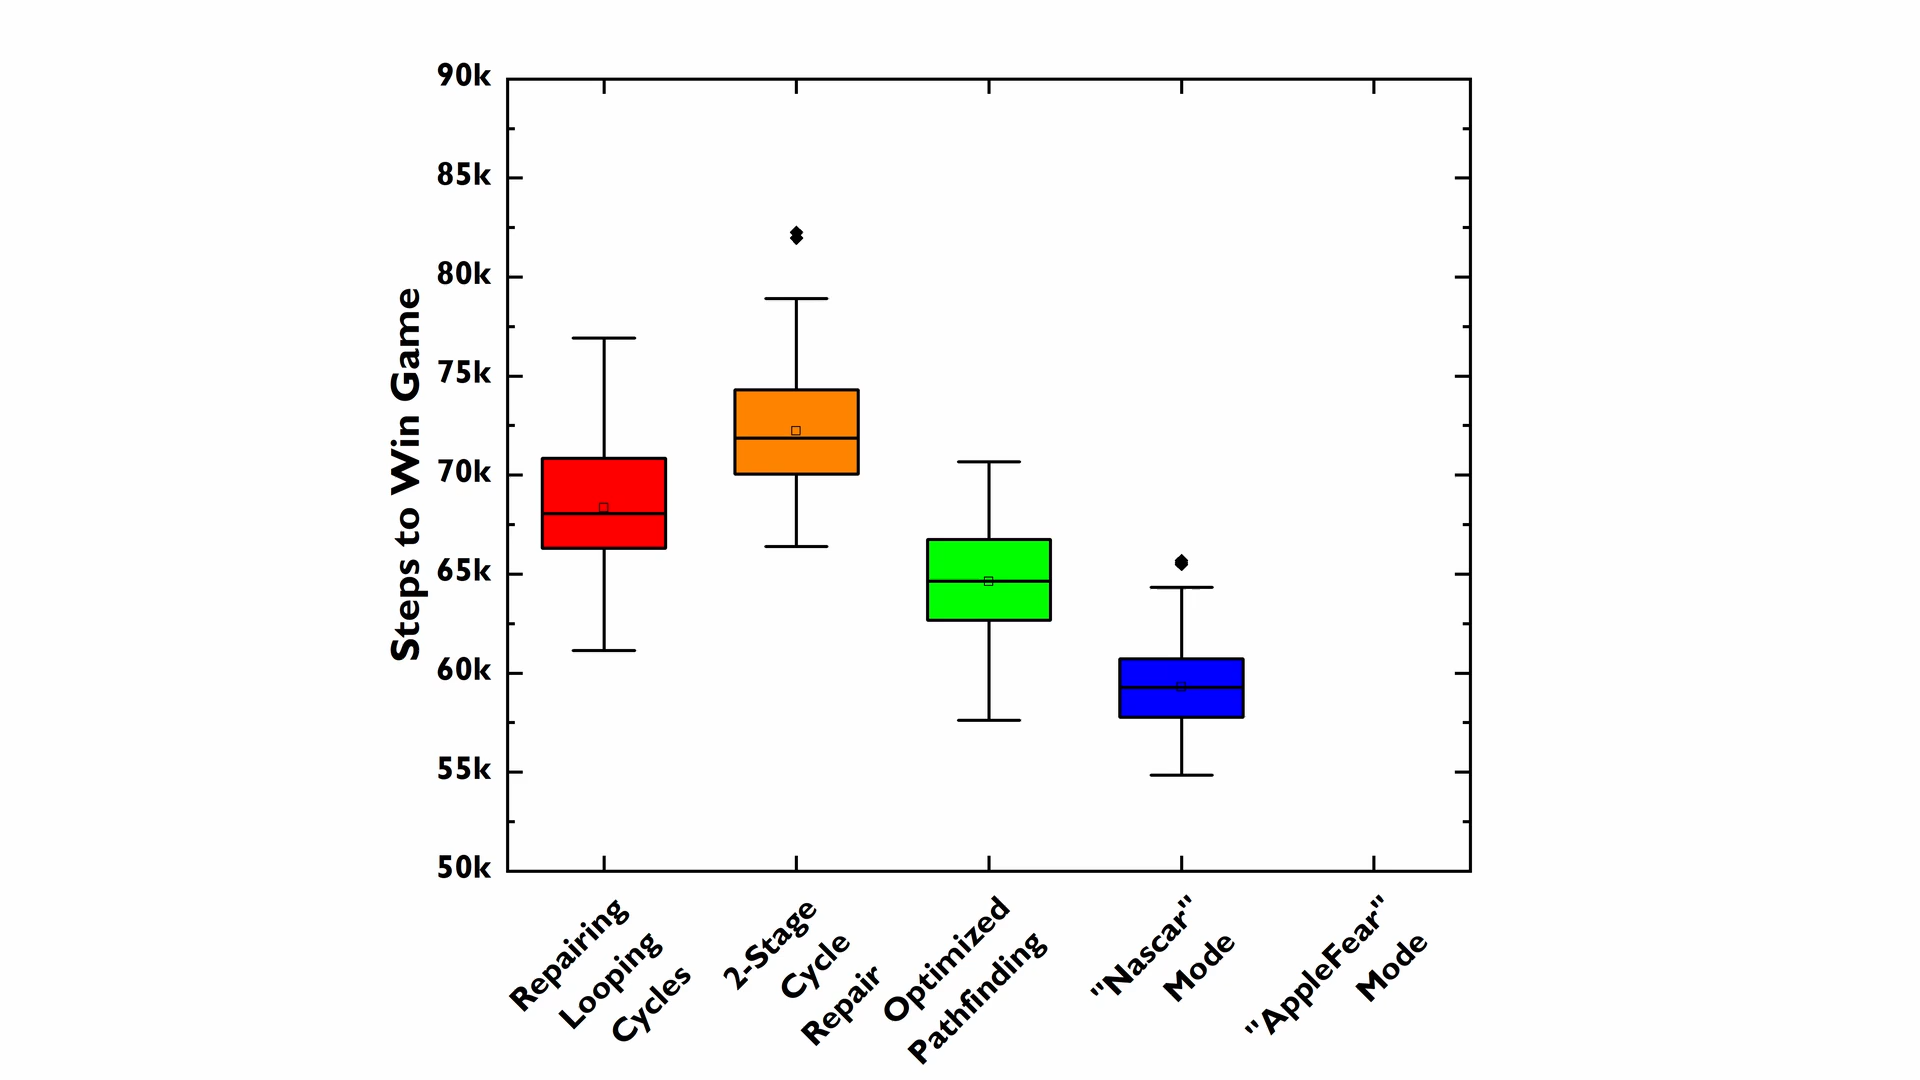 Steps to Win Game
90k
85k
80k
75k
70k
65k
60k
55k
50k
Repairing
Looping
Cycles
2-Stage
Cycle
Repair
Optimized
Pathfinding
"Nascar"
Mode
"AppleFear"
Mode